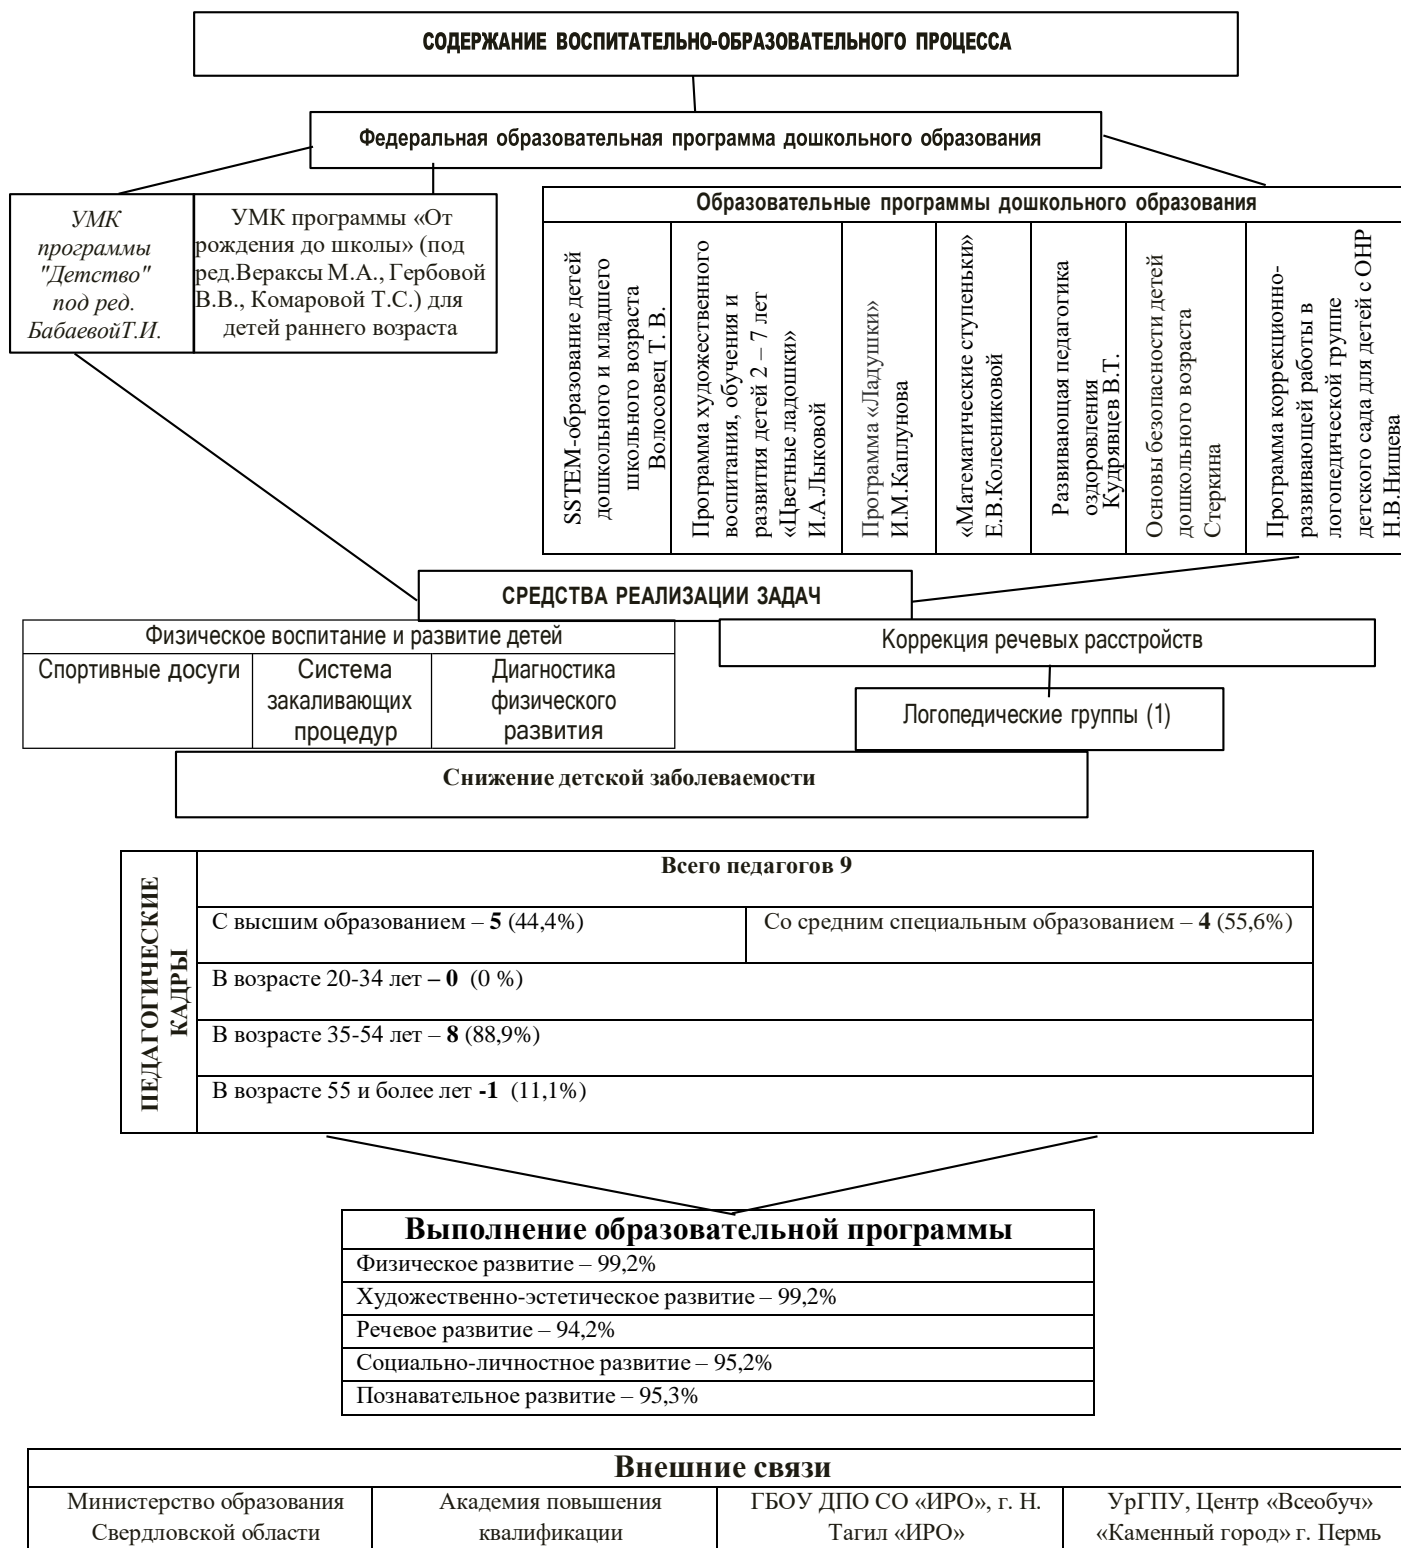 СОДЕРЖАНИЕ ВОСПИТАТЕЛЬНО-ОБРАЗОВАТЕЛЬНОГО ПРОЦЕССА
Федеральная образовательная программа дошкольного образования
УМК
программы
"Детство"
под ред.
БабаевойТ.И.
УМК программы «От
рождения до школы» (под
ред.Вераксы М.А., Гербовой
В.В., Комаровой Т.С.) для
детей раннего возраста
Образовательные программы дошкольного образования
SSTEM-образование детей
дошкольного и младшего
школьного возраста
Волосовец Т. В.
Программа художественного
воспитания, обучения и
развития детей 2 – 7 лет
«Цветные ладошки»
И.А.Лыковой
Программа «Ладушки»
И.М.Каплунова
«Математические ступеньки»
Е.В.Колесниковой
Развивающая педагогика
оздоровления
Кудрявцев В.Т.
Основы безопасности детей
дошкольного возраста
Стеркина
Программа коррекционно-
развивающей работы в
логопедической группе
детского сада для детей с ОНР
Н.В.Нищева
СРЕДСТВА РЕАЛИЗАЦИИ ЗАДАЧ
Физическое воспитание и развитие детей
Спортивные досуги
Система
закаливающих
процедур
Диагностика
физического
развития
Коррекция речевых расстройств
Логопедические группы (1)
Снижение детской заболеваемости
ПЕДАГОГИЧЕСКИЕ
КАДРЫ
Всего педагогов 9
С высшим образованием – 5 (44,4%)
Со средним специальным образованием – 4 (55,6%)
В возрасте 20-34 лет – 0 (0 %)
В возрасте 35-54 лет – 8 (88,9%)
В возрасте 55 и более лет -1 (11,1%)
Выполнение образовательной программы
Физическое развитие – 99,2%
Художественно-эстетическое развитие – 99,2%
Речевое развитие – 94,2%
Социально-личностное развитие – 95,2%
Познавательное развитие – 95,3%
Внешние связи
Министерство образования
Свердловской области
Академия повышения
квалификации
ГБОУ ДПО СО «ИРО», г. Н.
Тагил «ИРО»
УрГПУ, Центр «Всеобуч»
«Каменный город» г. Пермь